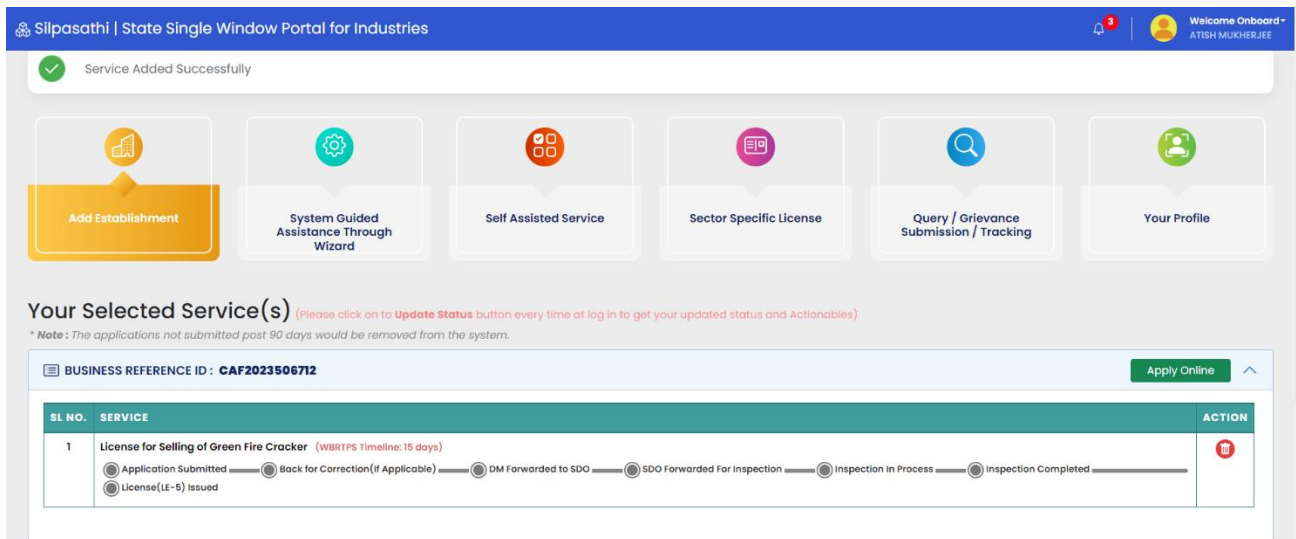 Silpasathi | State Single Window Portal for Industries
3
Welcome Onboard
ATISH MUKHERJEE
Service Added Successfully
Add Establishment
System Guided
Assistance Through
Wizard
Self Assisted Service
Sector Specific License
Query / Grievance
Submission / Tracking
Your Profile
Your Selected Service(s) (Please click on to Update Status button every time at log in to get your updated status and Actionables)
* Note : The applications not submitted post 90 days would be removed from the system.
BUSINESS REFERENCE ID : CAF2023506712
Apply Online
SL NO. SERVICE ACTION
1 License for Selling of Green Fire Cracker (WBRTPS Timeline: 15 days)
Application Submitted Back for Correction(If Applicable) DM Forwarded to SDO SDO Forwarded For Inspection Inspection In Process Inspection Completed
License(LE-5) Issued